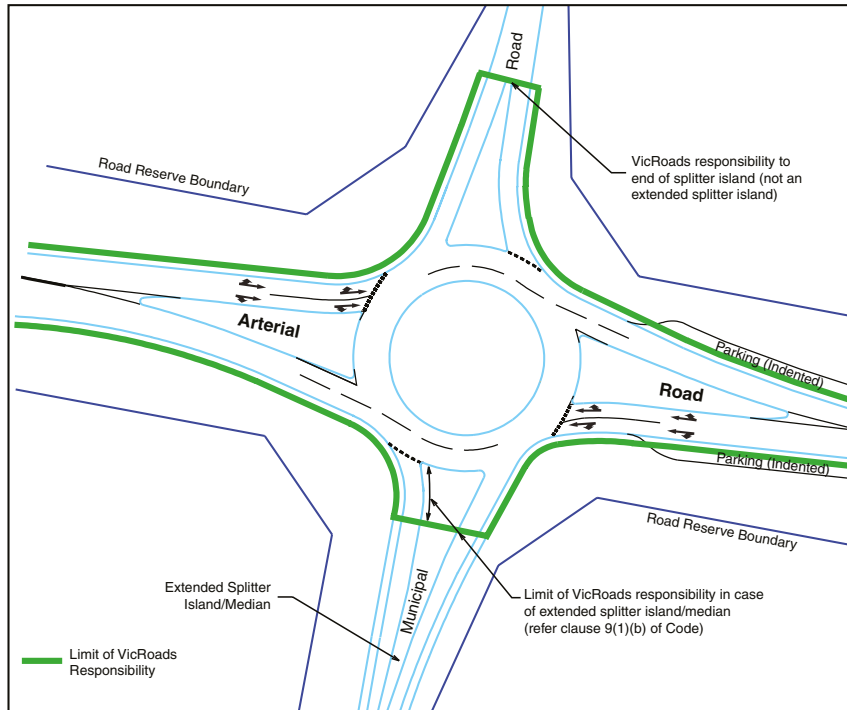 Road
VicRoads responsibility to
end of splitter island (not an
extended splitter island)
Road Reserve Boundary
Arterial
Parking (Indented)
Road
Parking (Indented)
Road Reserve Boundary
Municipal
Extended Splitter
Island/Median
Limit of VicRoads responsibility in case
of extended splitter island/median
(refer clause 9(1)(b) of Code)
Limit of VicRoads
Responsibility